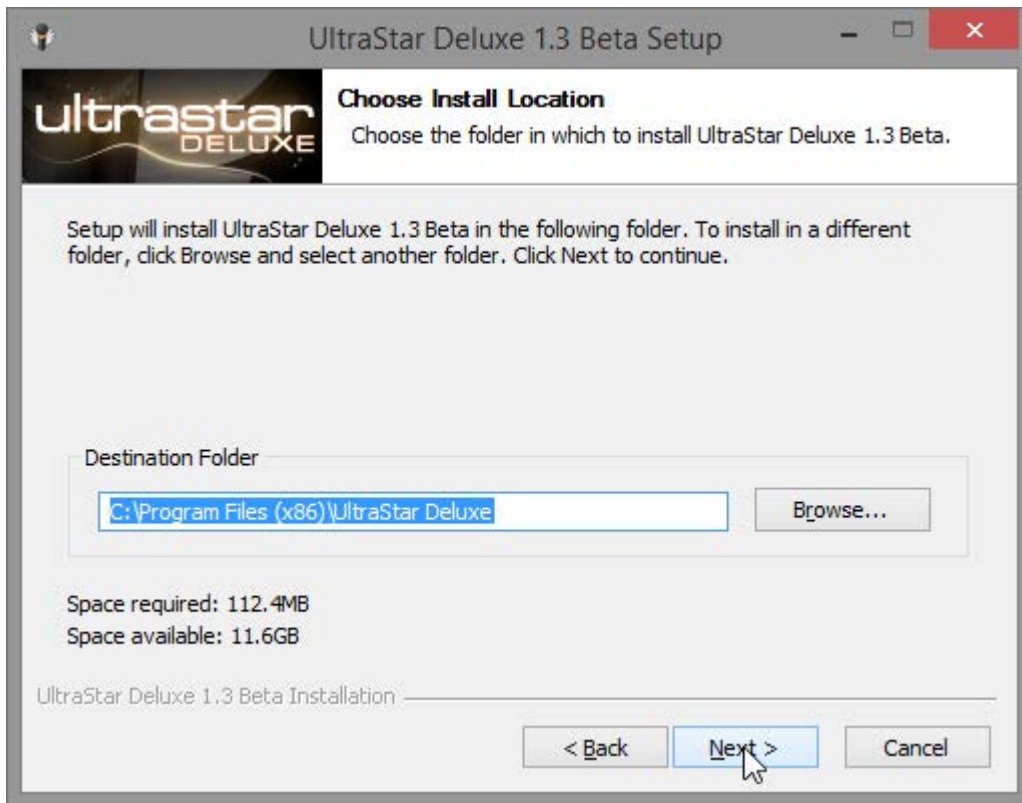 UltraStar Deluxe 1.3 Beta Setup
ultrastar
DELUXE
Choose Install Location
Choose the folder in which to install UltraStar Deluxe 1.3 Beta.
Setup will install UltraStar Deluxe 1.3 Beta in the following folder. To install in a different
folder, click Browse and select another folder. Click Next to continue.
Destination Folder
C:\Program Files (x86)\UltraStar Deluxe
Browse...
Space required: 112.4MB
Space available: 11.6GB
UltraStar Deluxe 1.3 Beta Installation
< Back
Next >
Cancel